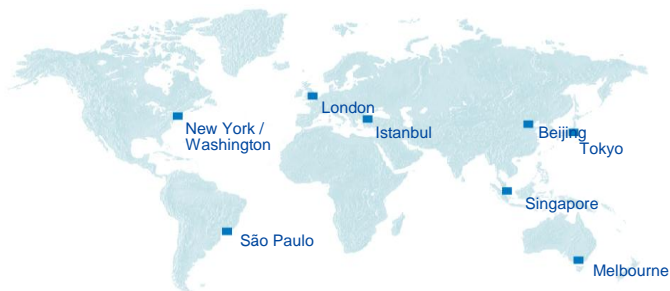 London
New York /
Washington
Istanbul
Beijing
Tokyo
Singapore
São Paulo
Melbourne